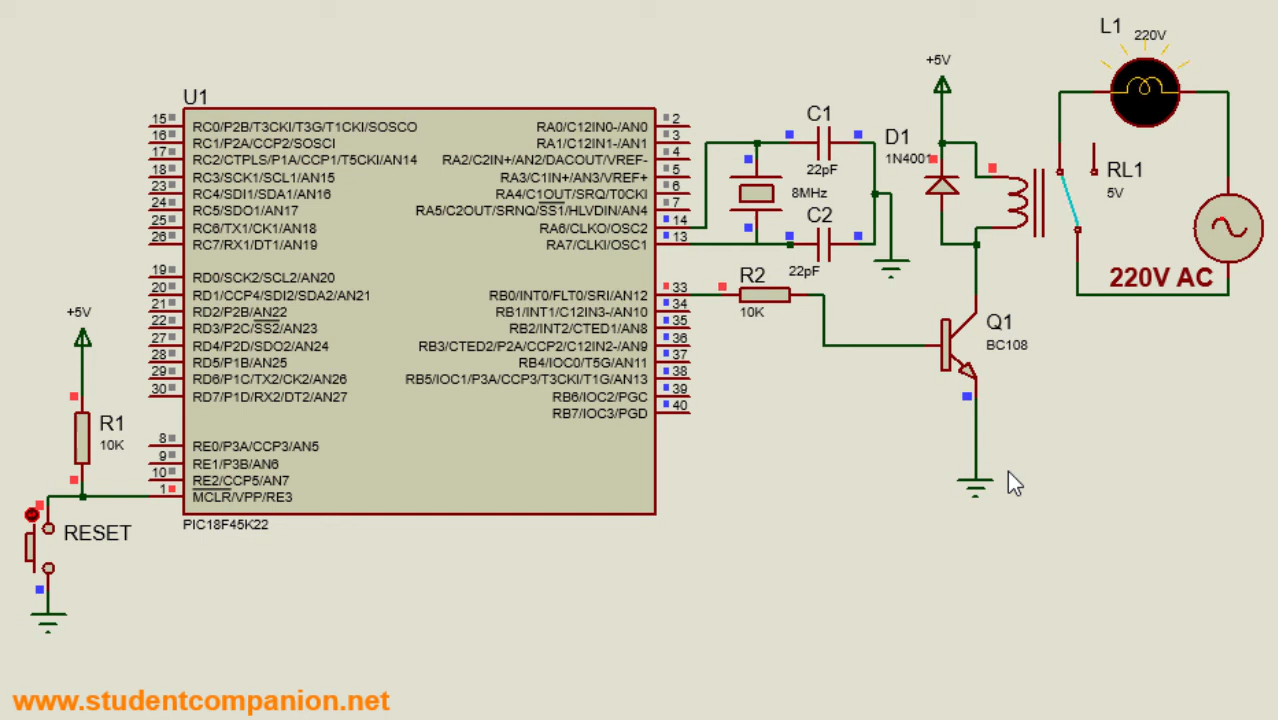 L1
220V
+5V
U1
15 RC0/P2B/T3CKI/T3G/T1CKI/SOSCO RA0/C12IN0-/AN0 2
16 RC1/P2A/CCP2/SOSCI RA1/C12IN1-/AN1 3
17 RC2/CTPLS/P1A/CCP1/T5CKI/AN14 RA2/C2IN+/AN2/DACOUT/VREF- 4
18 RC3/SCK1/SCL1/AN15 RA3/C1IN+/AN3/VREF+ 5
23 RC4/SDI1/SDA1/AN16 RA4/C1OUT/SRQ/T0CKI 6
24 RC5/SDO1/AN17 RA5/C2OUT/SRNQ/SS1/HLVDIN/AN4 7
25 RC6/TX1/CK1/AN18 RA6/CLKO/OSC2 14
26 RC7/RX1/DT1/AN19 RA7/CLKI/OSC1 13
19 RD0/SCK2/SCL2/AN20
20 RD1/CCP4/SDI2/SDA2/AN21 RB0/INT0/FLT0/SRI/AN12 33
21 RD2/P2B/AN22 RB1/INT1/C12IN3-/AN10 34
22 RD3/P2C/SS2/AN23 RB2/INT2/CTED1/AN8 35
27 RD4/P2D/SDO2/AN24 RB3/CTED2/P2A/CCP2/C12IN2-/AN9 36
28 RD5/P1B/AN25 RB4/IOC0/T5G/AN11 37
29 RD6/P1C/TX2/CK2/AN26 RB5/IOC1/P3A/CCP3/T3CKI/T1G/AN13 38
30 RD7/P1D/RX2/DT2/AN27 RB6/IOC2/PGC 39
RB7/IOC3/PGD 40
8 RE0/P3A/CCP3/AN5
9 RE1/P3B/AN6
10 RE2/CCP5/AN7
1 MCLR/VPP/RE3
PIC18F45K22
C1
22pF
8MHz
C2
22pF
D1
1N4001
RL1
5V
220V AC
R2
10K
Q1
BC108
+5V
R1
10K
RESET
www.studentcompanion.net